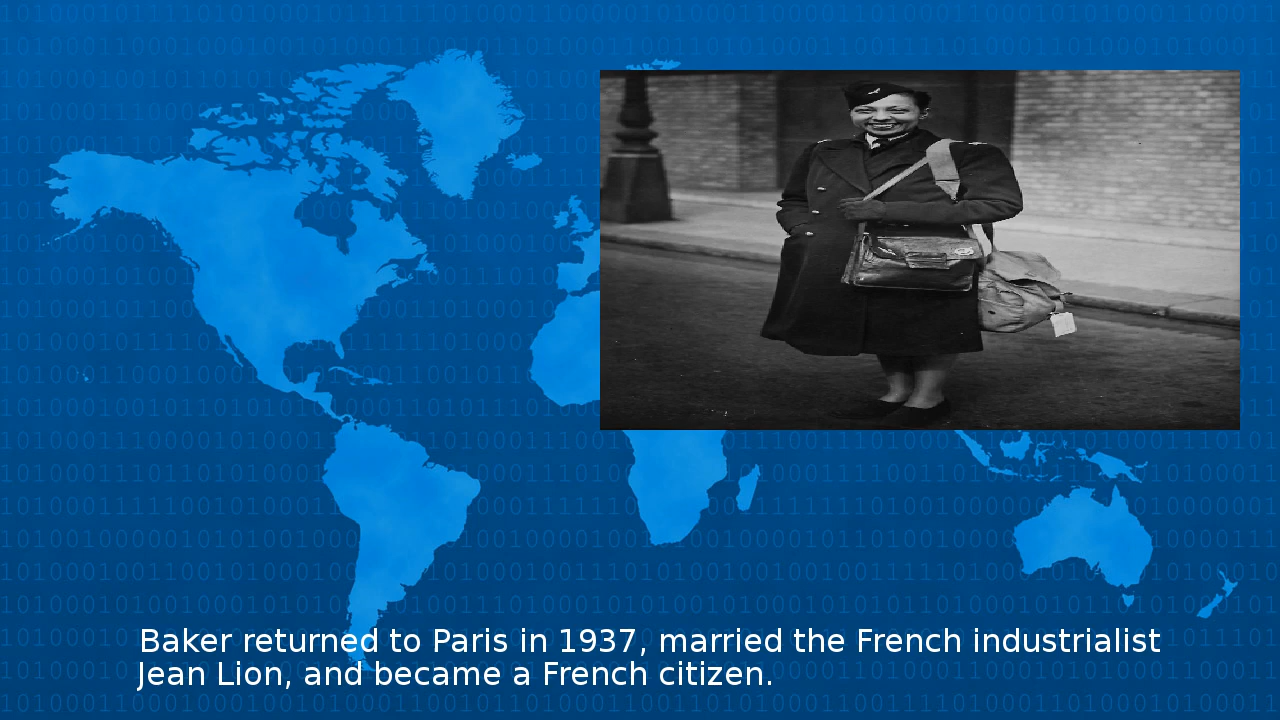 Baker returned to Paris in 1937, married the French industrialist
Jean Lion, and became a French citizen.